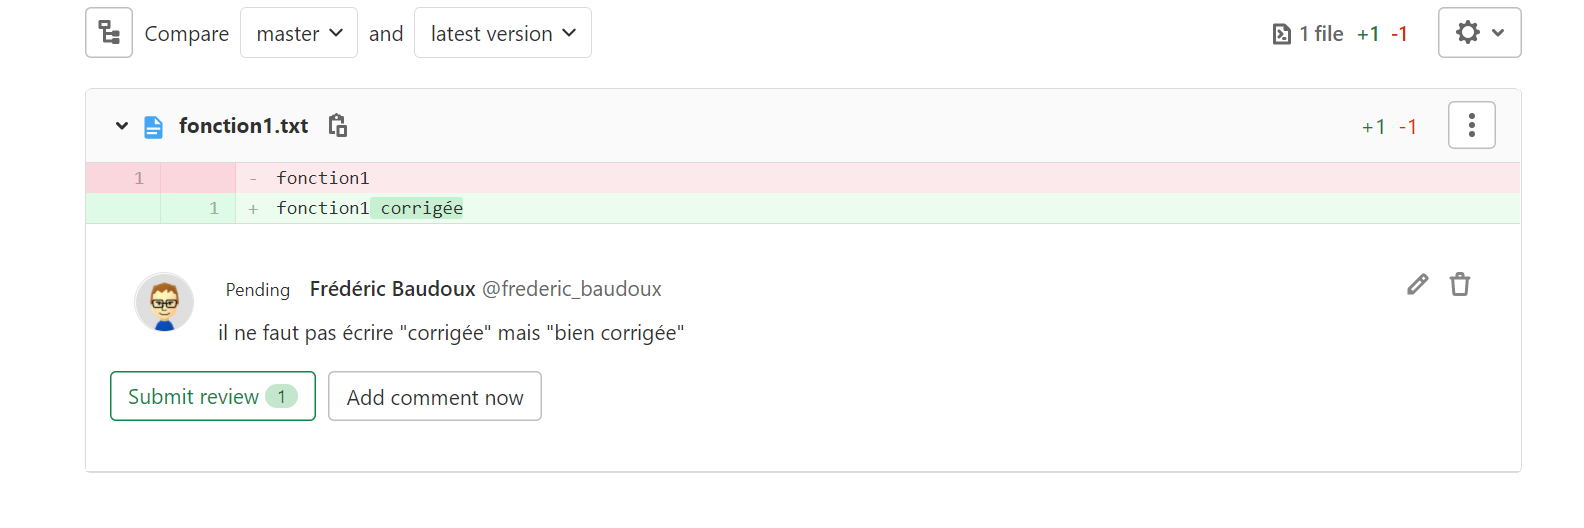 Compare master and latest version 1 file +1 -1
fonction1.txt +1 -1
1 - fonction1
1 + fonction1 corrigée
Pending Frédéric Baudoux @frederic_baudoux
il ne faut pas écrire "corrigée" mais "bien corrigée"
Submit review 1 Add comment now